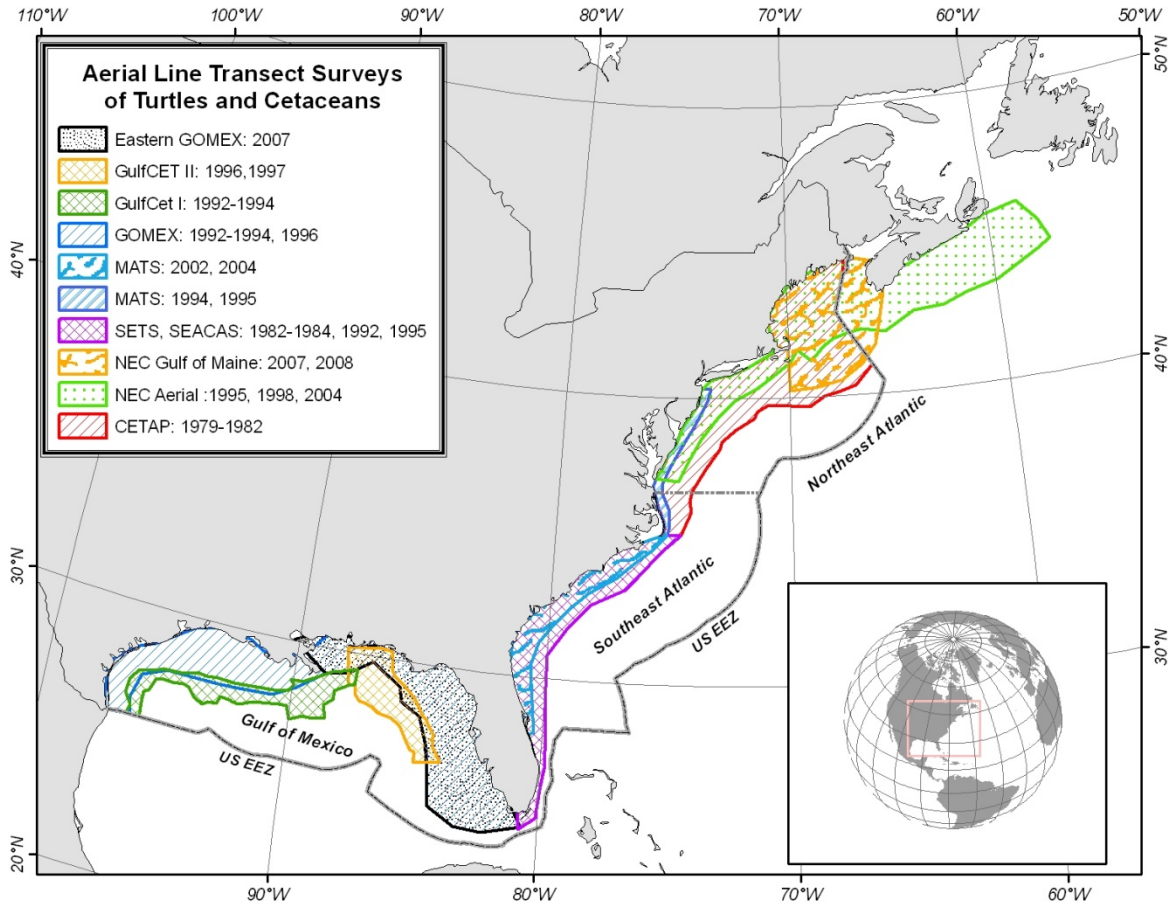 110°W
100°W
90°W
80°W
70°W
60°W
50°W
Aerial Line Transect Surveys
of Turtles and Cetaceans
Eastern GOMEX: 2007
GulfCET II: 1996,1997
GulfCet I: 1992-1994
GOMEX: 1992-1994, 1996
MATS: 2002, 2004
MATS: 1994, 1995
SETS, SEACAS: 1982-1984, 1992, 1995
NEC Gulf of Maine: 2007, 2008
NEC Aerial :1995, 1998, 2004
CETAP: 1979-1982
50°N
40°N
40°N
30°N
30°N
20°N
Northeast Atlantic
Southeast Atlantic
US EEZ
Gulf of Mexico
US EEZ
90°W
80°W
70°W
60°W